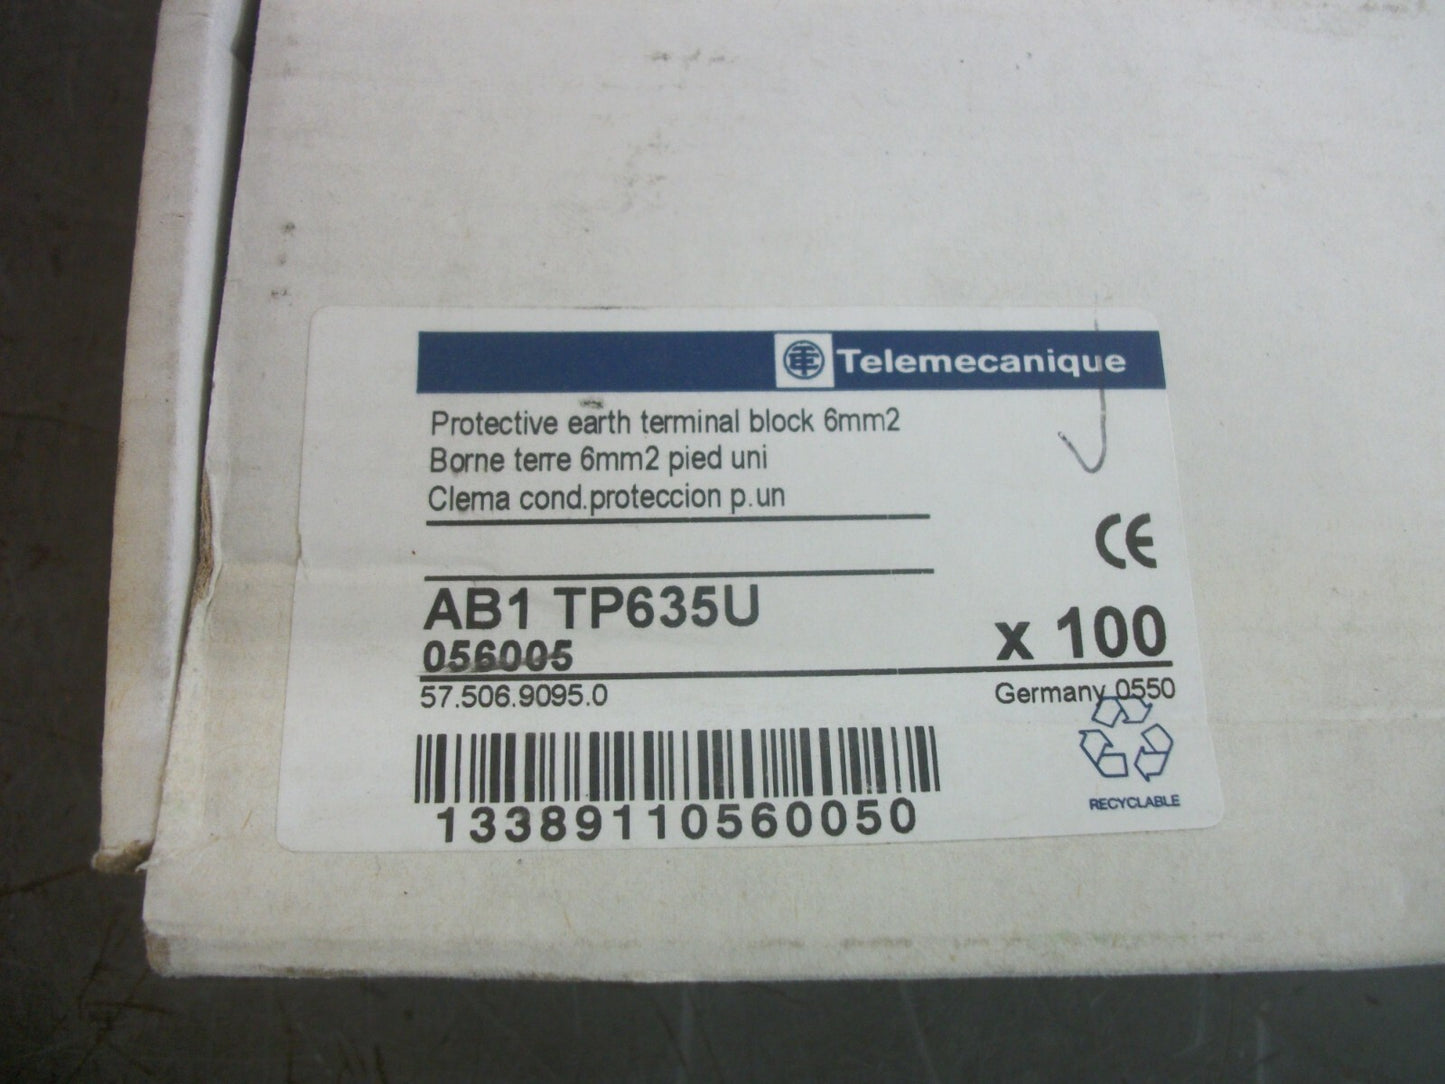 Telemecanique
Protective earth terminal block 6mm2
Borne terre 6mm2 pied uni
Clema cond.proteccion p.un
CE
AB1 TP635U
x 100
056005
57.506.9095.0
Germany 0550
RECYCLABLE
13389110560050